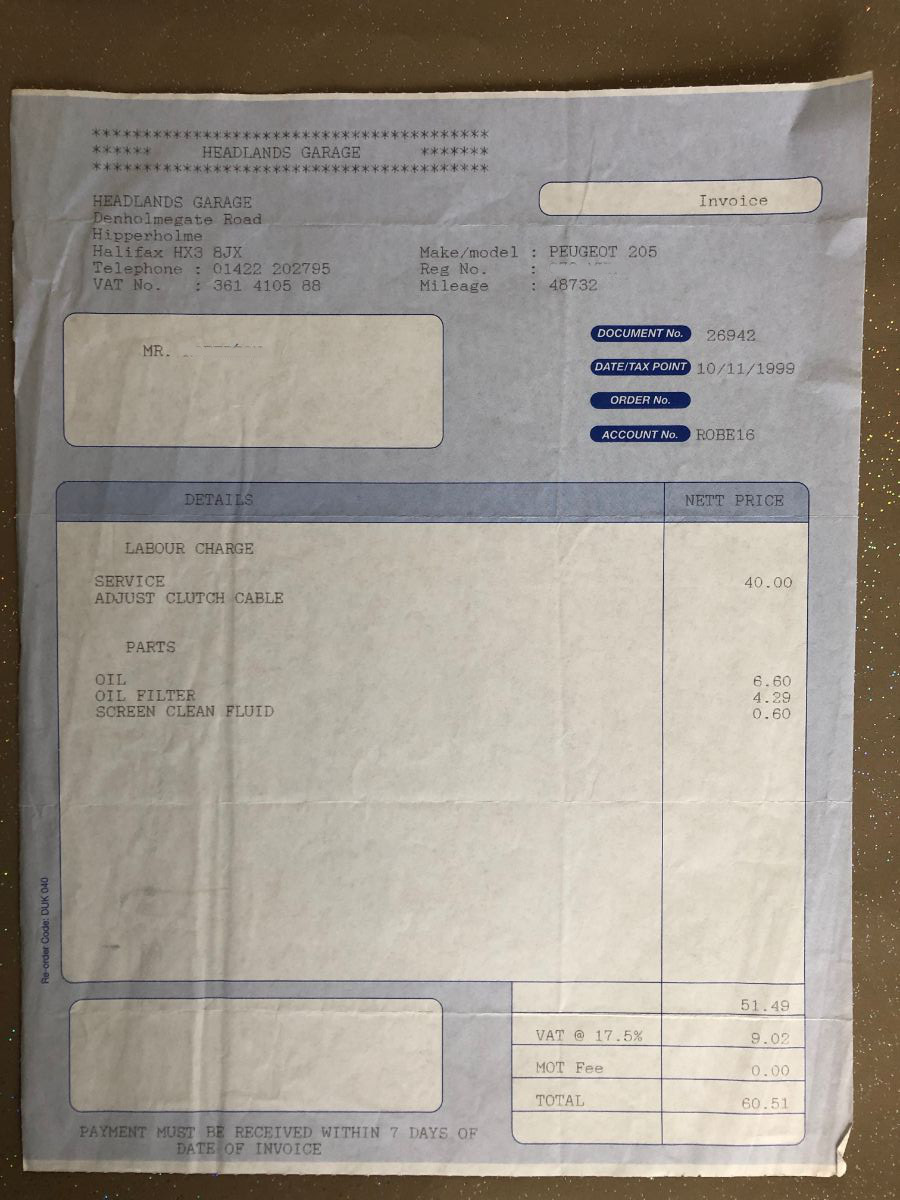 ***************************************
****** HEADLANDS GARAGE *******
***************************************
HEADLANDS GARAGE
Denholmegate Road
Hipperholme
Halifax HX3 8JX
Telephone : 01422 202795
VAT No. : 361 4105 88
Invoice
Make/model : PEUGEOT 205
Reg No. :
Mileage : 48732
MR.
DOCUMENT No. 26942
DATE/TAX POINT 10/11/1999
ORDER No.
ACCOUNT No. ROBE16
DETAILS NETT PRICE
LABOUR CHARGE
SERVICE 40.00
ADJUST CLUTCH CABLE
PARTS
OIL 6.60
OIL FILTER 4.29
SCREEN CLEAN FLUID 0.60
51.49
VAT @ 17.5% 9.02
MOT Fee 0.00
TOTAL 60.51
PAYMENT MUST BE RECEIVED WITHIN 7 DAYS OF
DATE OF INVOICE
Re-order Code: DUK 040